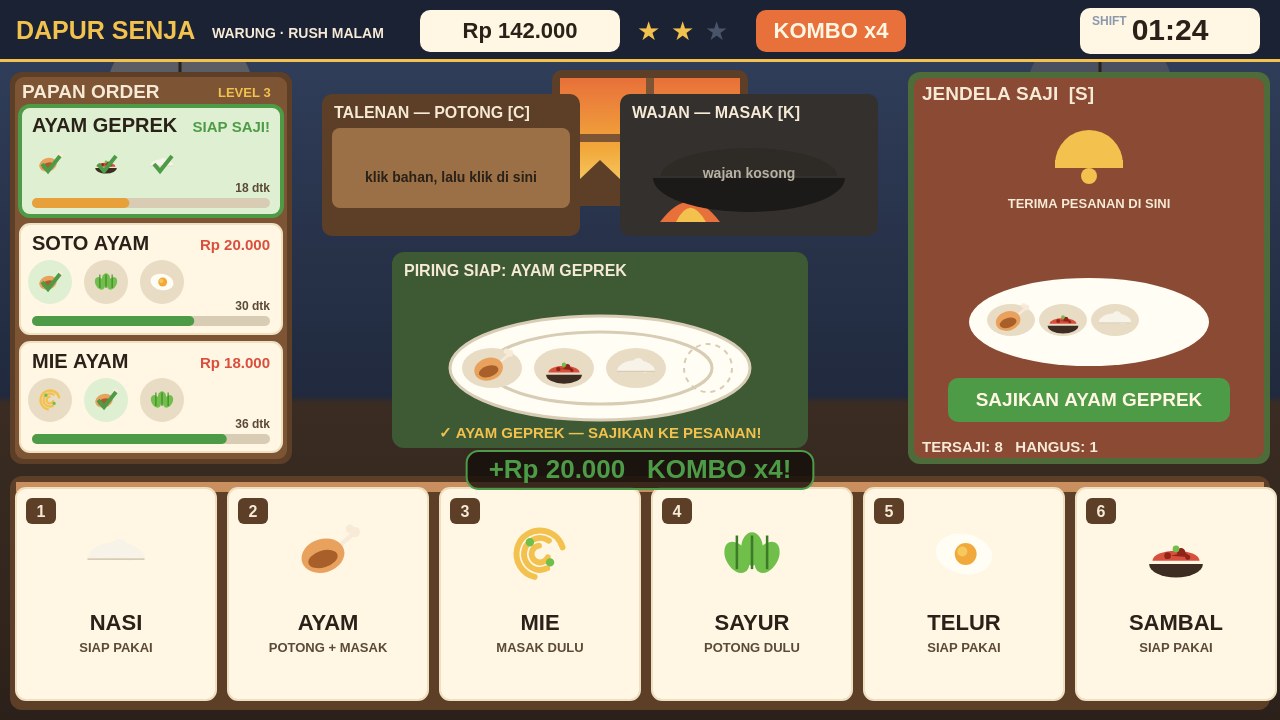 DAPUR SENJA
WARUNG · RUSH MALAM
Rp 142.000
★ ★ ★
KOMBO x4
SHIFT
01:24
PAPAN ORDER
LEVEL 3
AYAM GEPREK
SIAP SAJI!
18 dtk
SOTO AYAM
Rp 20.000
30 dtk
MIE AYAM
Rp 18.000
36 dtk
TALENAN — POTONG [C]
klik bahan, lalu klik di sini
WAJAN — MASAK [K]
wajan kosong
PIRING SIAP: AYAM GEPREK
✓ AYAM GEPREK — SAJIKAN KE PESANAN!
+Rp 20.000 KOMBO x4!
JENDELA SAJI [S]
TERIMA PESANAN DI SINI
SAJIKAN AYAM GEPREK
TERSAJI: 8 HANGUS: 1
1
NASI
SIAP PAKAI
2
AYAM
POTONG + MASAK
3
MIE
MASAK DULU
4
SAYUR
POTONG DULU
5
TELUR
SIAP PAKAI
6
SAMBAL
SIAP PAKAI